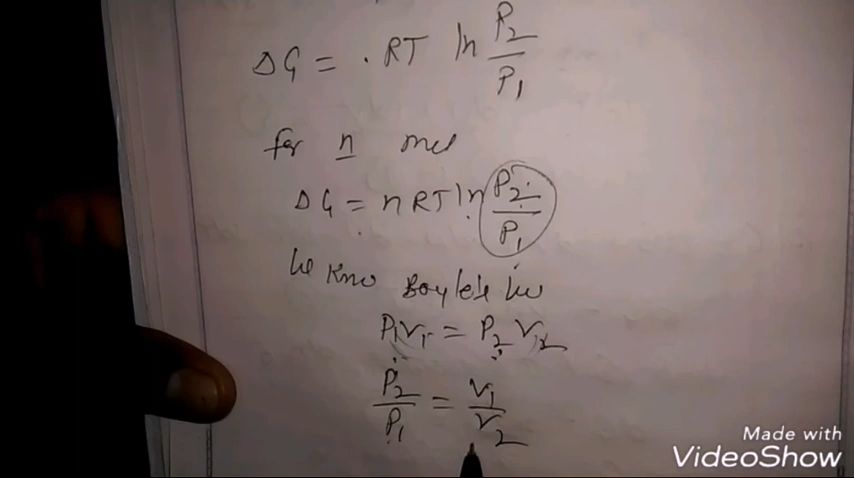 ΔG = . RT ln P2/P1
for n mol
ΔG = nRT ln P2/P1
We Know Boyle's law
P1V1 = P2V2
P2/P1 = V1/V2
Made with
VideoShow